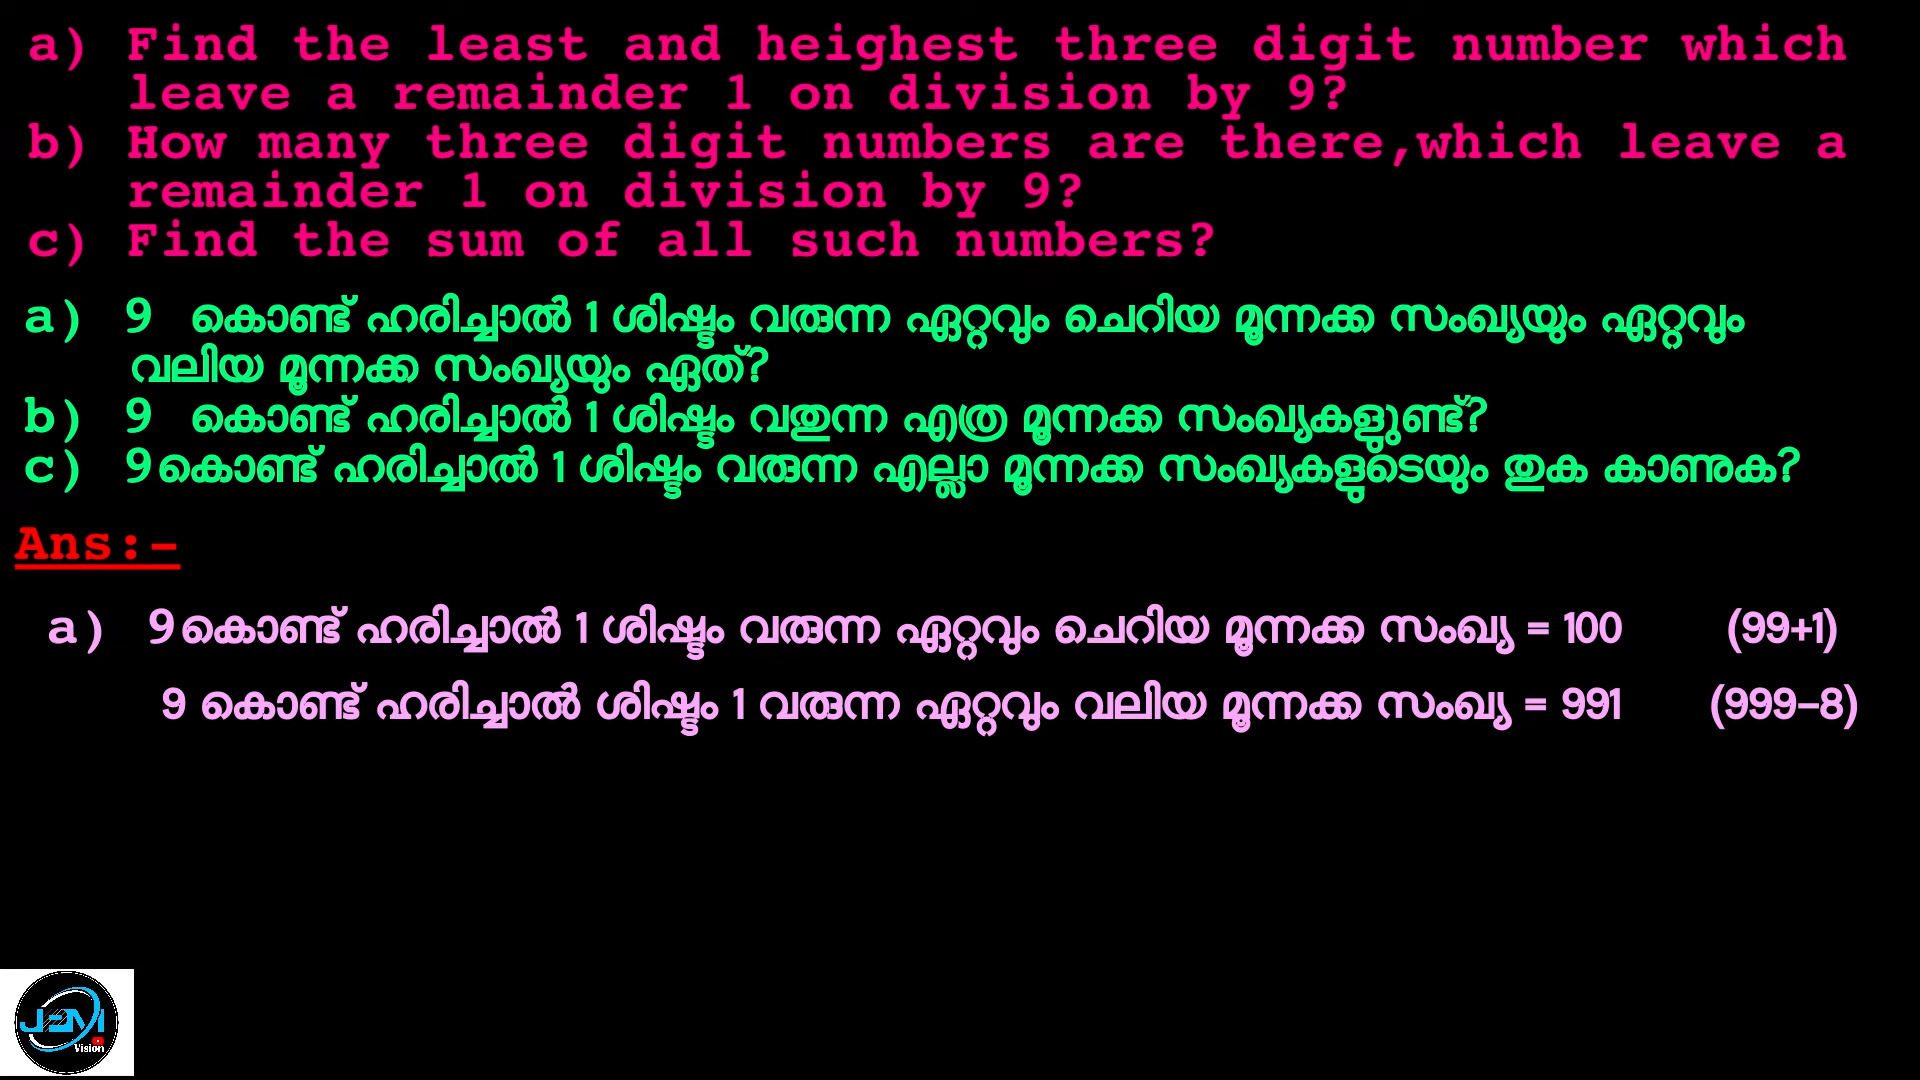 a) Find the least and heighest three digit number which
leave a remainder 1 on division by 9?
b) How many three digit numbers are there,which leave a
remainder 1 on division by 9?
c) Find the sum of all such numbers?
a) 9 കൊണ്ട് ഹരിച്ചാൽ 1 ശിഷ്ടം വരുന്ന ഏറ്റവും ചെറിയ മൂന്നക്ക സംഖ്യയും ഏറ്റവും
വലിയ മൂന്നക്ക സംഖ്യയും ഏത്?
b) 9 കൊണ്ട് ഹരിച്ചാൽ 1 ശിഷ്ടം വതുന്ന എത്ര മൂന്നക്ക സംഖ്യകളുണ്ട്?
c) 9 കൊണ്ട് ഹരിച്ചാൽ 1 ശിഷ്ടം വരുന്ന എല്ലാ മൂന്നക്ക സംഖ്യകളുടെയും തുക കാണുക?
Ans:-
a) 9 കൊണ്ട് ഹരിച്ചാൽ 1 ശിഷ്ടം വരുന്ന ഏറ്റവും ചെറിയ മൂന്നക്ക സംഖ്യ = 100 (99+1)
9 കൊണ്ട് ഹരിച്ചാൽ ശിഷ്ടം 1 വരുന്ന ഏറ്റവും വലിയ മൂന്നക്ക സംഖ്യ = 991 (999-8)
JBM
Vision